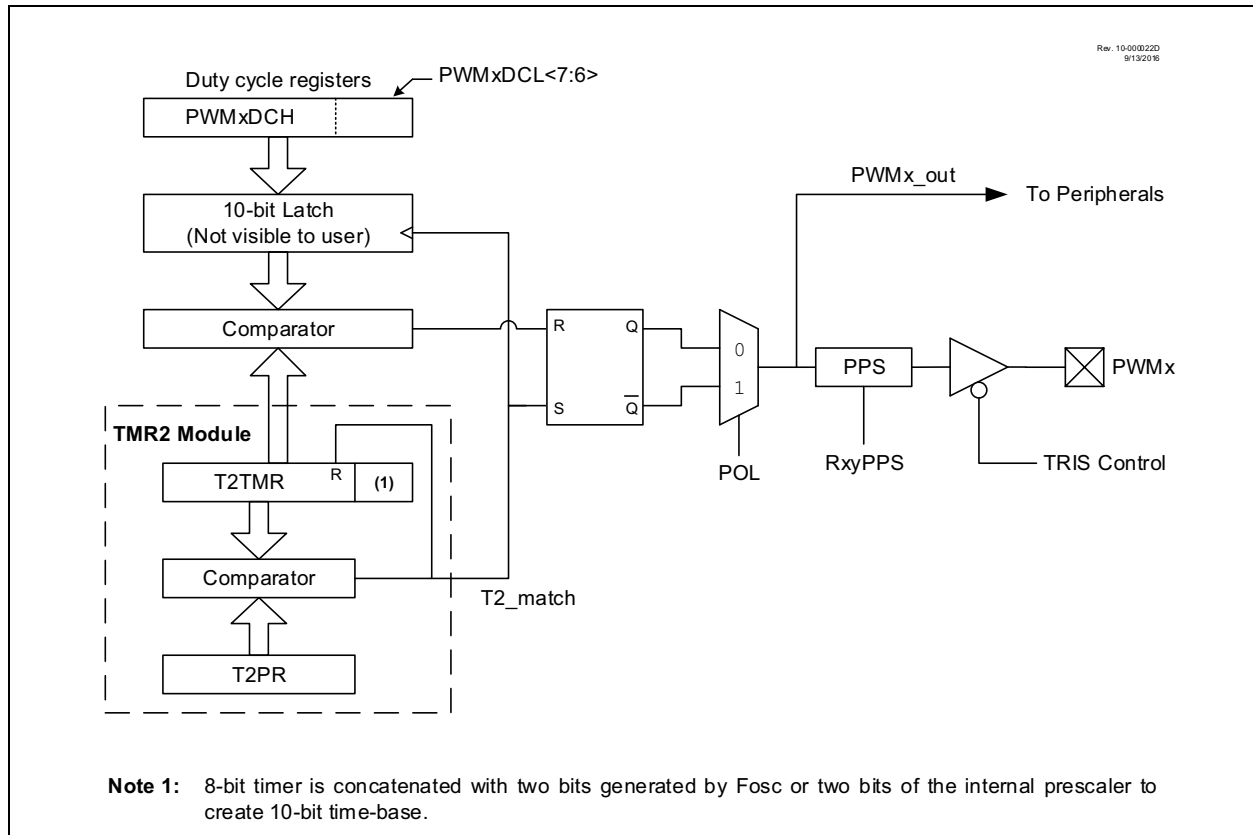 Rev. 10-000022D
9/13/2016
Duty cycle registers
PWMxDCL<7:6>
PWMxDCH
10-bit Latch
(Not visible to user)
Comparator
R
S
Q
Q̅
0
1
POL
PWMx_out
To Peripherals
PPS
RxyPPS
PWMx
TRIS Control
TMR2 Module
T2TMR
R
(1)
Comparator
T2_match
T2PR
Note 1: 8-bit timer is concatenated with two bits generated by Fosc or two bits of the internal prescaler to
create 10-bit time-base.